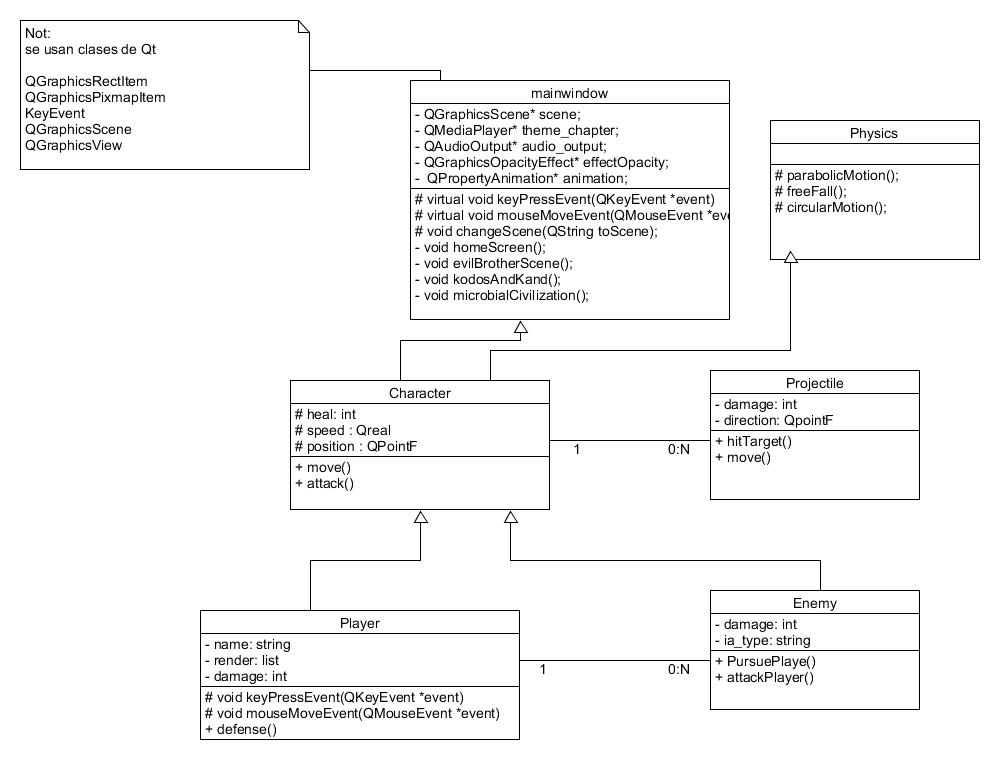 Not:
se usan clases de Qt
QGraphicsRectItem
QGraphicsPixmapItem
KeyEvent
QGraphicsScene
QGraphicsView
mainwindow
- QGraphicsScene* scene;
- QMediaPlayer* theme_chapter;
- QAudioOutput* audio_output;
- QGraphicsOpacityEffect* effectOpacity;
- QPropertyAnimation* animation;
# virtual void keyPressEvent(QKeyEvent *event)
# virtual void mouseMoveEvent(QMouseEvent *ev
# void changeScene(QString toScene);
- void homeScreen();
- void evilBrotherScene();
- void kodosAndKand();
- void microbialCivilization();
Physics
# parabolicMotion();
# freeFall();
# circularMotion();
Character
# heal: int
# speed : Qreal
# position : QPointF
+ move()
+ attack()
1
0:N
Projectile
- damage: int
- direction: QpointF
+ hitTarget()
+ move()
Player
- name: string
- render: list
- damage: int
# void keyPressEvent(QKeyEvent *event)
# void mouseMoveEvent(QMouseEvent *event)
+ defense()
1
0:N
Enemy
- damage: int
- ia_type: string
+ PursuePlaye()
+ attackPlayer()